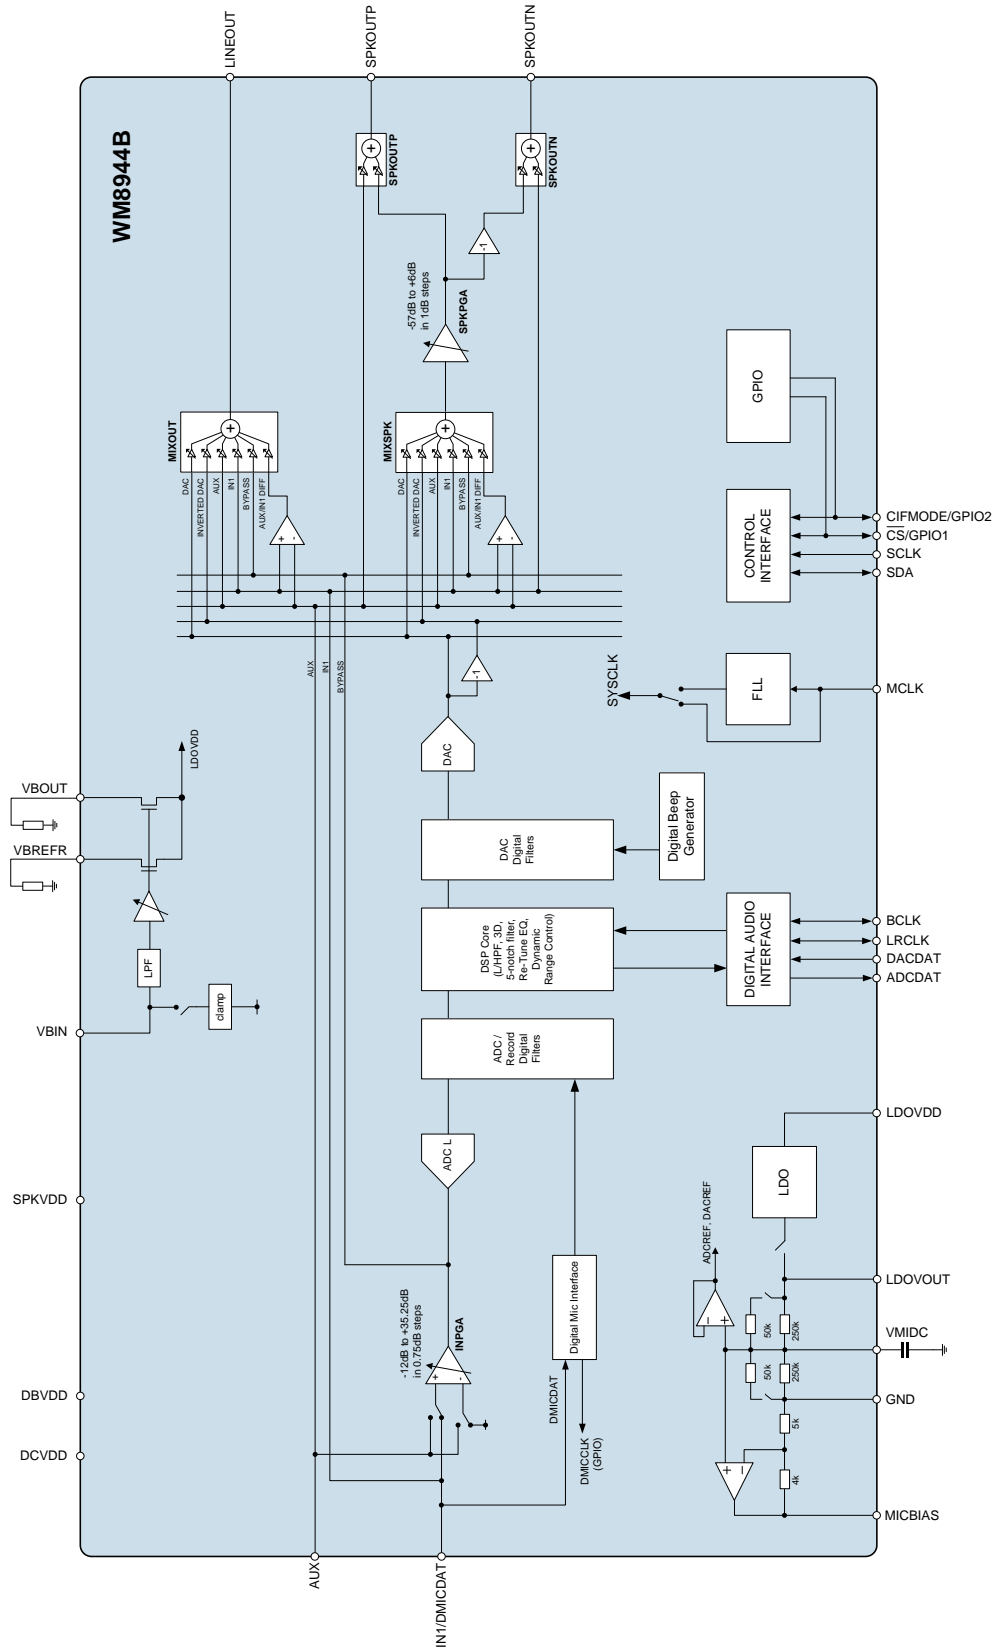 LINEOUT
SPKOUTP
SPKOUTN
WM8944B
SPKOUTP
SPKOUTN
-57dB to +6dB
in 1dB steps
SPKPGA
-1
MIXOUT
DAC
INVERTED DAC
AUX
IN1
BYPASS
AUX/IN1 DIFF
+
-
MIXSPK
DAC
INVERTED DAC
AUX
IN1
BYPASS
AUX/IN1 DIFF
+
-
GPIO
CONTROL
INTERFACE
CIFMODE/GPIO2
CS/GPIO1
SCLK
SDA
AUX
IN1
BYPASS
-1
SYSCLK
FLL
MCLK
VBOUT
VBREFR
LDOVDD
LPF
clamp
VBIN
DAC
DAC
Digital
Filters
Digital Beep
Generator
DSP Core
(L/HPF, 3D,
5-notch filter,
Re-Tune EQ,
Dynamic
Range Control)
DIGITAL AUDIO
INTERFACE
BCLK
LRCLK
DACDAT
ADCDAT
ADC /
Record
Digital
Filters
ADC L
SPKVDD
DBVDD
DCVDD
-12dB to +35.25dB
in 0.75dB steps
INPGA
+
-
Digital Mic Interface
DMICDAT
DMICCLK
(GPIO)
ADCREF, DACREF
LDO
LDOVDD
LDOVOUT
VMIDC
GND
MICBIAS
-
+
50k
250k
50k
250k
5k
4k
+
-
AUX
IN1/DMICDAT